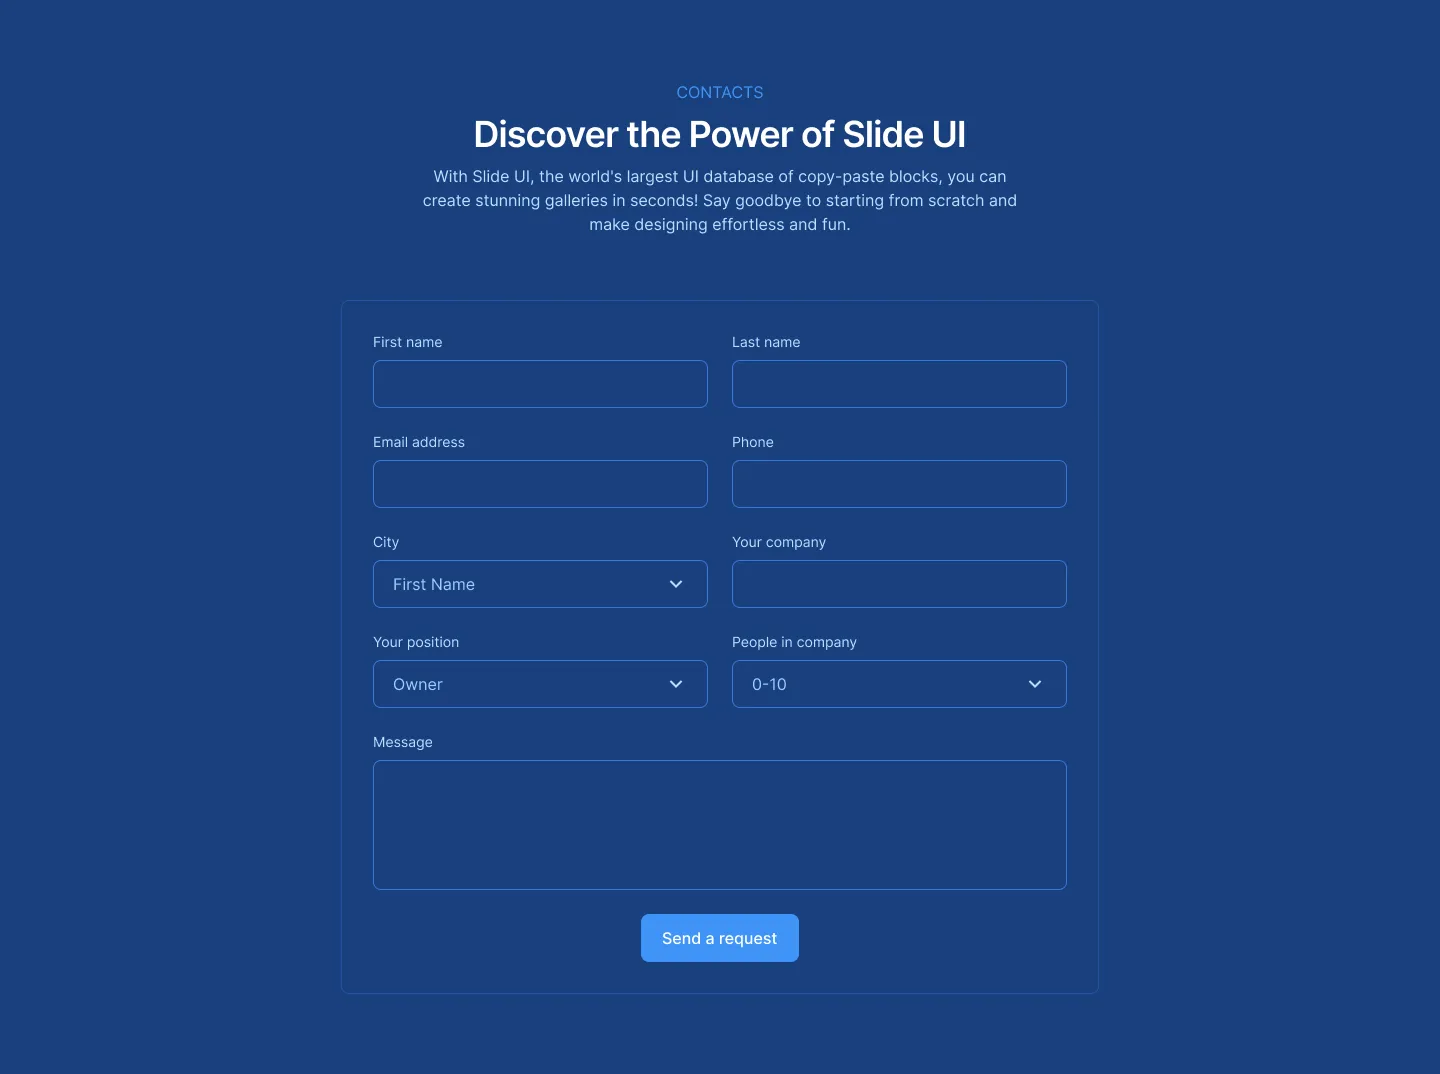 CONTACTS
Discover the Power of Slide UI
With Slide UI, the world's largest UI database of copy-paste blocks, you can
create stunning galleries in seconds! Say goodbye to starting from scratch and
make designing effortless and fun.
First name
Last name
Email address
Phone
City
Your company
First Name
Your position
People in company
Owner
0-10
Message
Send a request